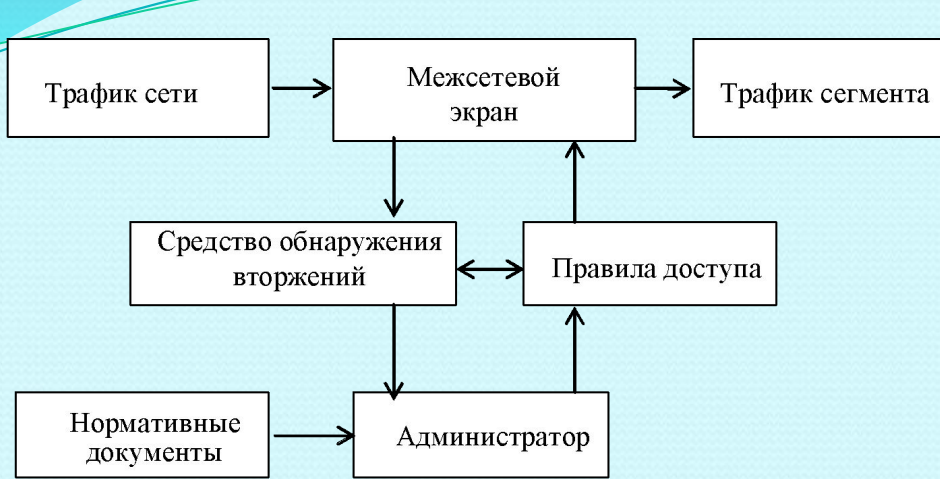 Трафик сети
Межсетевой
экран
Трафик сегмента
Средство обнаружения
вторжений
Правила доступа
Нормативные
документы
Администратор